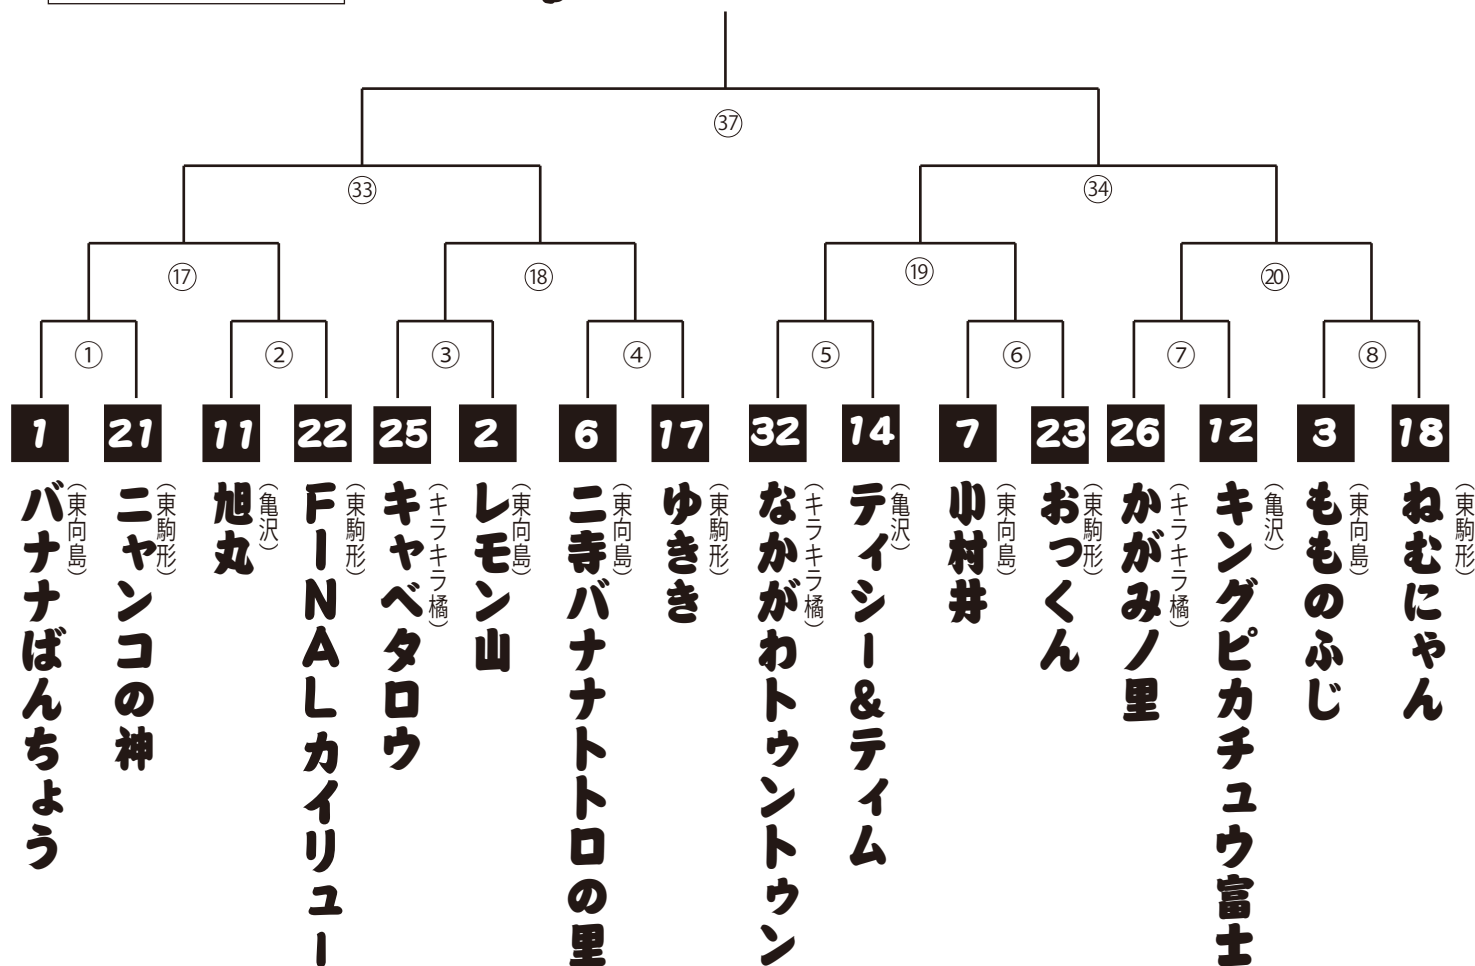 ㊲
㉝
㉞
⑰
⑱
⑲
⑳
①
②
③
④
⑤
⑥
⑦
⑧
1
バナナばんちょう
（東向島）
21
ニャンコの神
（東駒形）
11
旭丸
（亀沢）
22
FINALカイリュー
（東駒形）
25
キャベタロウ
（キラキラ橘）
2
レモン山
（東向島）
6
二寺バナナトトロの里
（東向島）
17
ゆきき
（東駒形）
32
なかがわトゥントゥン
（キラキラ橘）
14
ティシー&ティム
（亀沢）
7
小村井
（東向島）
23
おっくん
（東駒形）
26
かがみノ里
（キラキラ橘）
12
キングピカチュウ富士
（亀沢）
3
もものふじ
（東向島）
18
ねむにゃん
（東駒形）